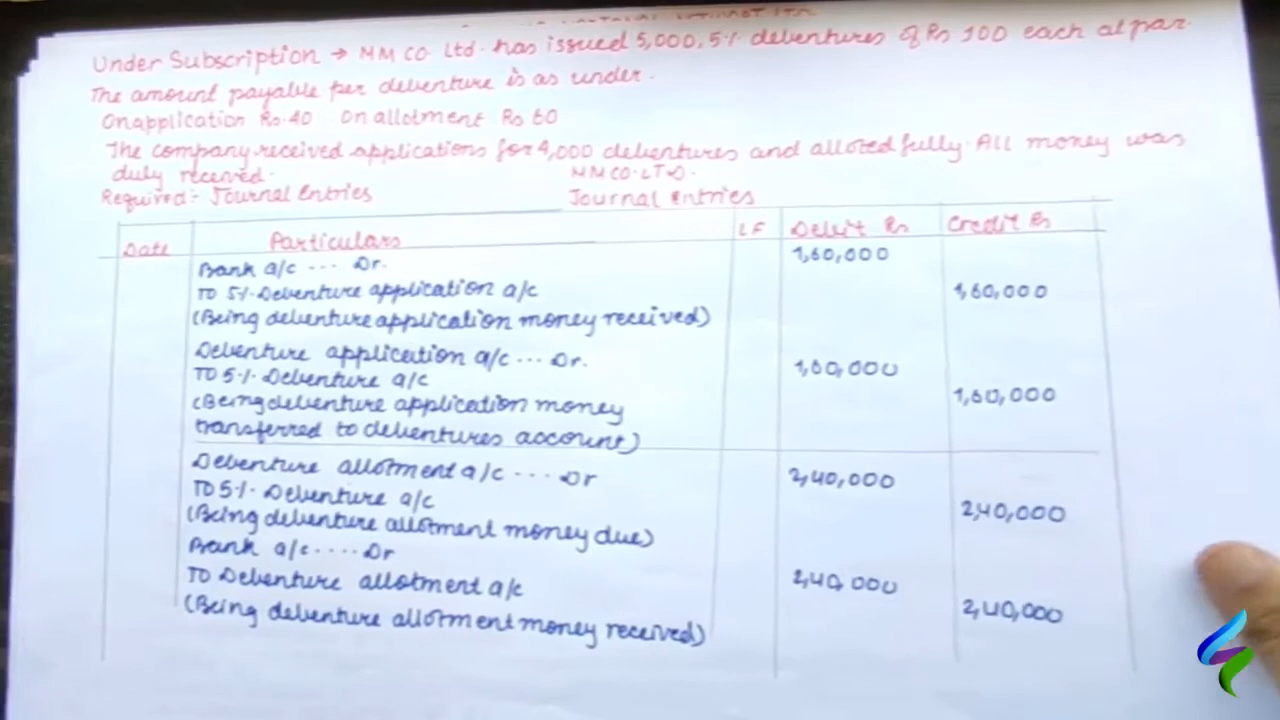 Under Subscription → MM CO Ltd. has issued 5,000, 5% debentures of Rs 100 each at par.
The amount payable per debenture is as under.
On application Rs. 40 On allotment Rs 60
The company received applications for 4,000 debentures and alloted fully. All money was
duly received.
MM CO. LTD.
Required:- Journal Entries
Journal Entries
Date Particulars LF Debit Rs Credit Rs
Bank a/c ... Dr. 1,60,000
To 5% Debenture application a/c 1,60,000
(Being debenture application money received)
Debenture application a/c ... Dr. 1,60,000
To 5% Debenture a/c 1,60,000
(Being debenture application money
transferred to debentures account)
Debenture allotment a/c .... Dr 2,40,000
To 5% Debenture a/c 2,40,000
(Being debenture allotment money due)
Bank a/c .... Dr 2,40,000
To Debenture allotment a/c 2,40,000
(Being debenture allotment money received)